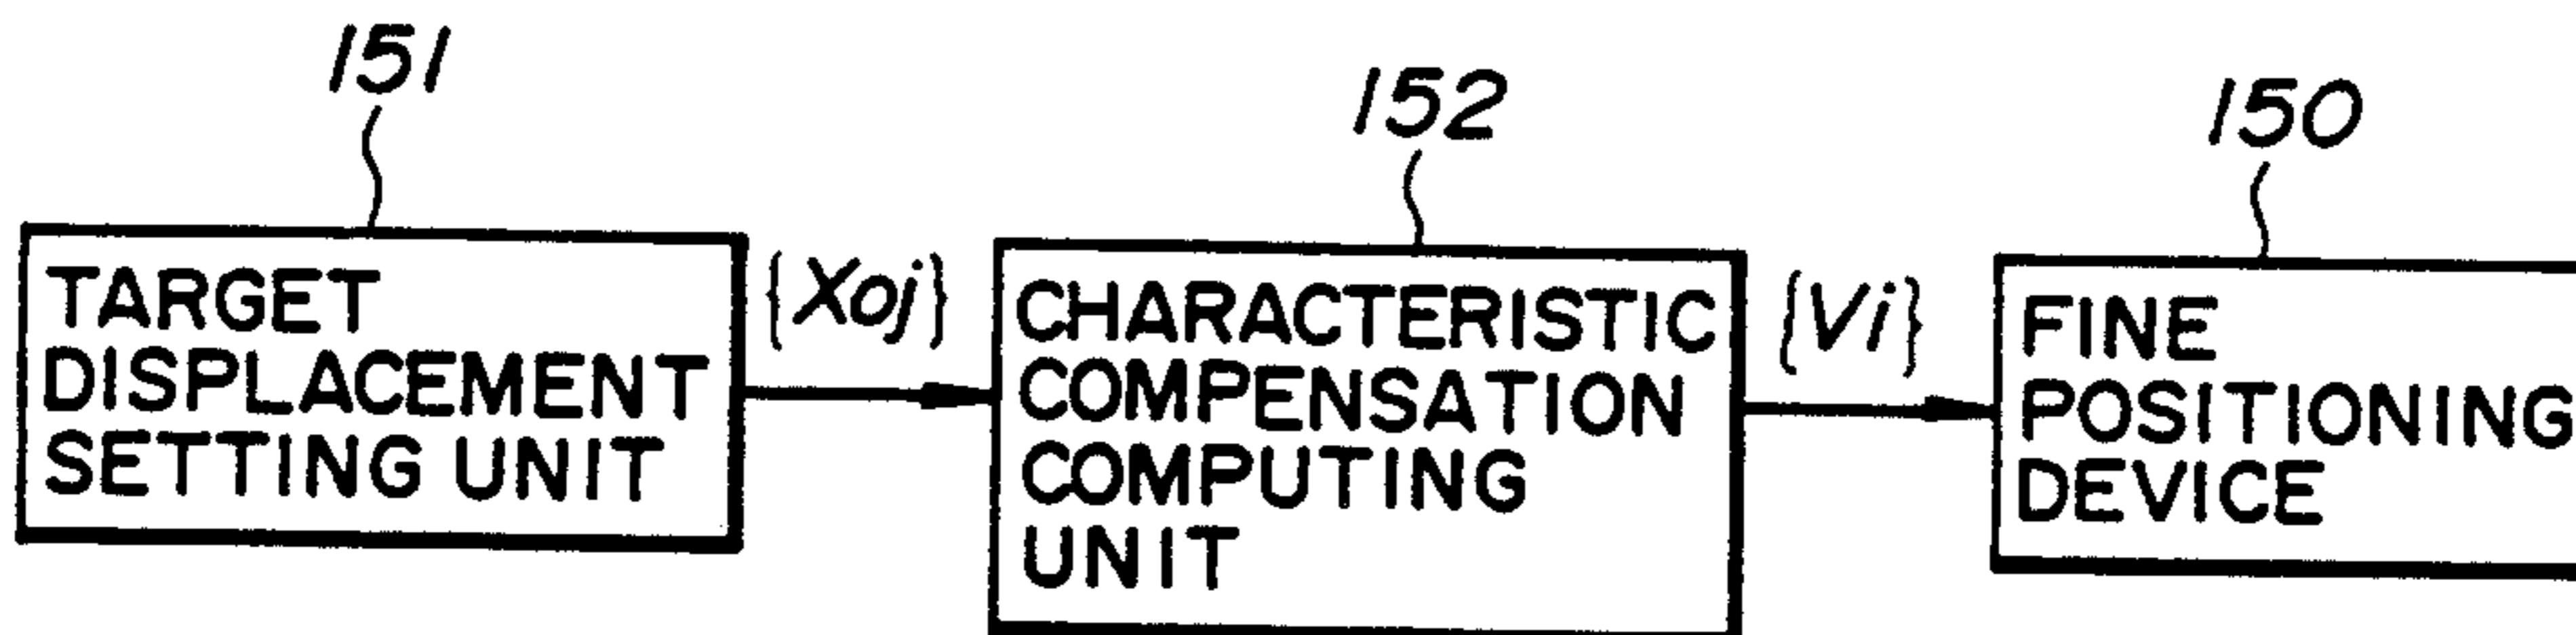 151
152
150
TARGET
DISPLACEMENT
SETTING UNIT
{Xoj}
CHARACTERISTIC
COMPENSATION
COMPUTING
UNIT
{Vi}
FINE
POSITIONING
DEVICE